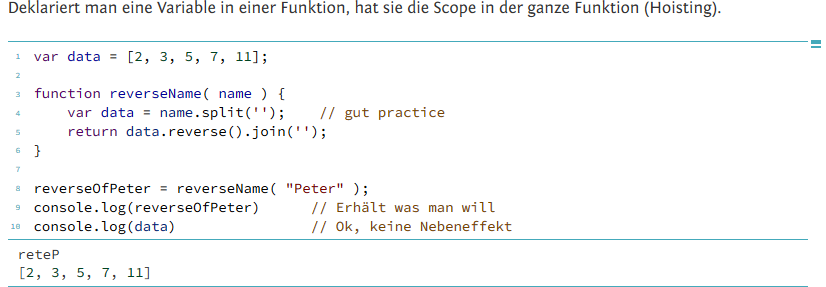 Deklariert man eine Variable in einer Funktion, hat sie die Scope in der ganze Funktion (Hoisting).
1 var data = [2, 3, 5, 7, 11];
2
3 function reverseName( name ) {
4     var data = name.split('');    // gut practice
5     return data.reverse().join('');
6 }
7
8 reverseOfPeter = reverseName( "Peter" );
9 console.log(reverseOfPeter)      // Erhält was man will
10 console.log(data)                // Ok, keine Nebeneffekt
reteP
[2, 3, 5, 7, 11]